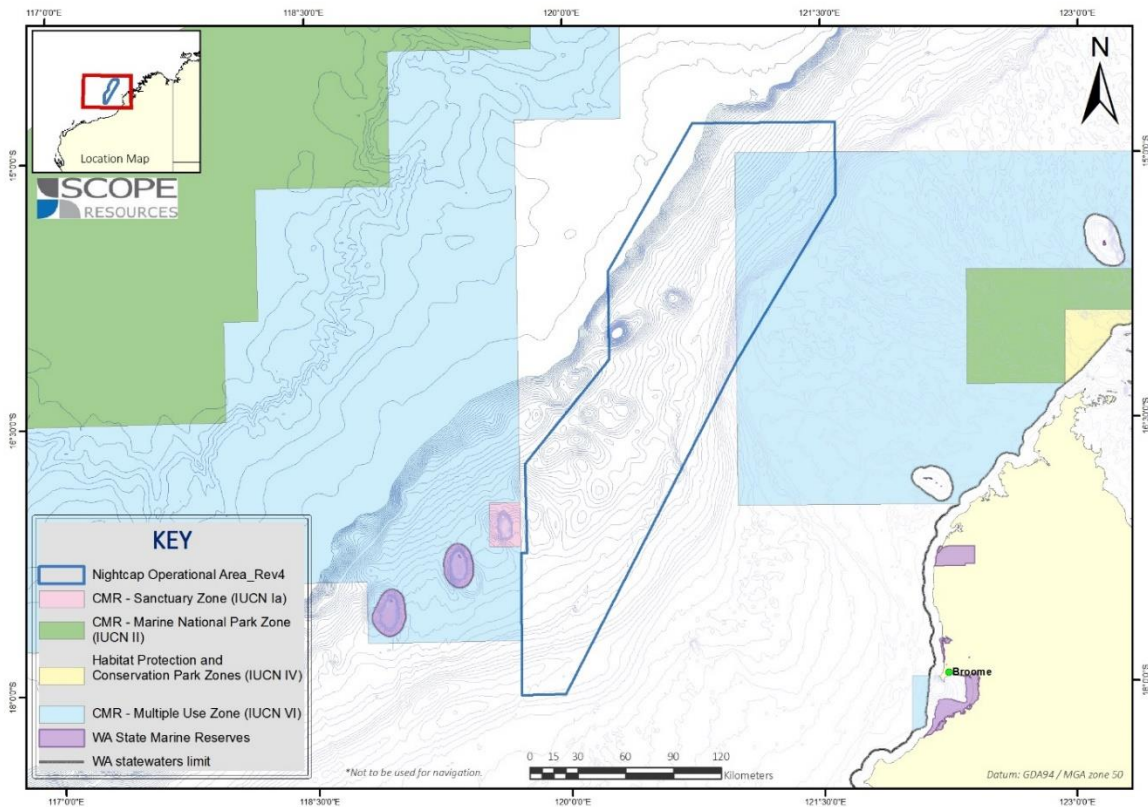 117°0'0"E
118°30'0"E
120°0'0"E
121°30'0"E
123°0'0"E
N
Location Map
SCOPE
RESOURCES
15°0'0"S
15°0'0"S
16°30'0"S
16°30'0"S
18°0'0"S
18°0'0"S
KEY
Nightcap Operational Area_Rev4
CMR - Sanctuary Zone (IUCN Ia)
CMR - Marine National Park Zone
(IUCN II)
Habitat Protection and
Conservation Park Zones (IUCN IV)
CMR - Multiple Use Zone (IUCN VI)
WA State Marine Reserves
WA statewaters limit
Broome
0 15 30 60 90 120
Kilometers
*Not to be used for navigation.
Datum: GDA94 / MGA zone 50
117°0'0"E
118°30'0"E
120°0'0"E
121°30'0"E
123°0'0"E